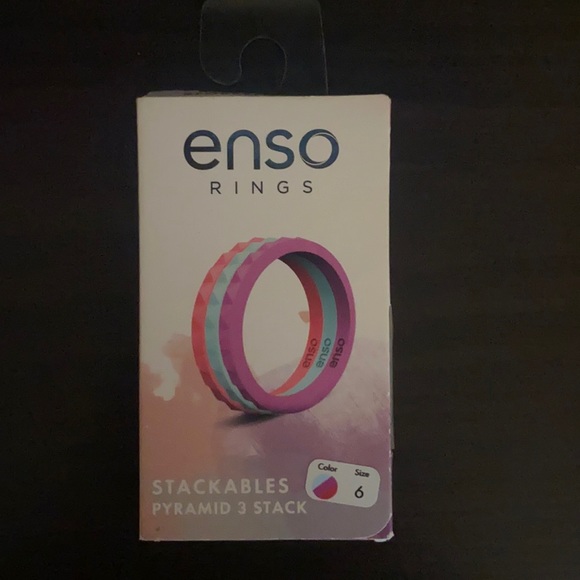 enso
RINGS
enso enso enso
STACKABLES
PYRAMID 3 STACK
Color Size
6